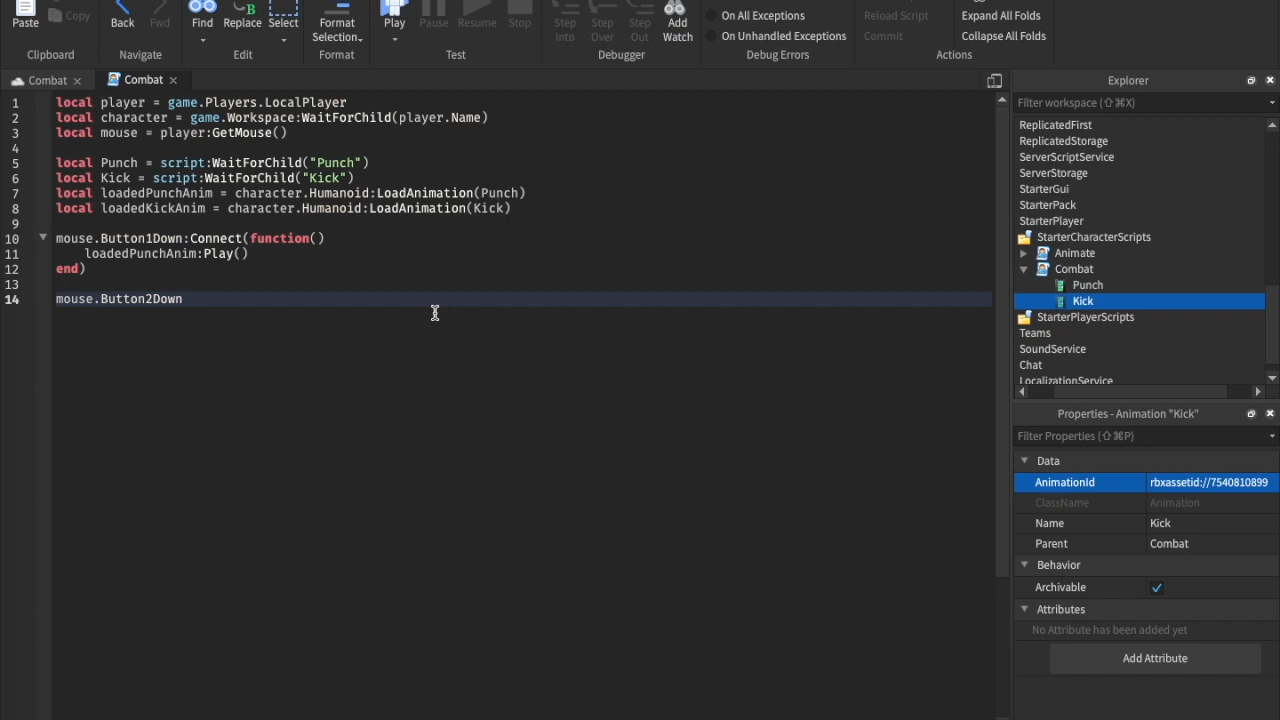 Paste
Copy
Back
Fwd
Find
Replace
Select
Format
Selection
Play
Pause
Resume
Stop
Step
Into
Step
Over
Step
Out
Add
Watch
On All Exceptions
On Unhandled Exceptions
Reload Script
Commit
Expand All Folds
Collapse All Folds
Clipboard
Navigate
Edit
Format
Test
Debugger
Debug Errors
Actions
Combat
Combat
1 local player = game.Players.LocalPlayer
2 local character = game.Workspace:WaitForChild(player.Name)
3 local mouse = player:GetMouse()
4
5 local Punch = script:WaitForChild("Punch")
6 local Kick = script:WaitForChild("Kick")
7 local loadedPunchAnim = character.Humanoid:LoadAnimation(Punch)
8 local loadedKickAnim = character.Humanoid:LoadAnimation(Kick)
9
10 mouse.Button1Down:Connect(function()
11 loadedPunchAnim:Play()
12 end)
13
14 mouse.Button2Down
Explorer
Filter workspace (⇧⌘X)
ReplicatedFirst
ReplicatedStorage
ServerScriptService
ServerStorage
StarterGui
StarterPack
StarterPlayer
StarterCharacterScripts
Animate
Combat
Punch
Kick
StarterPlayerScripts
Teams
SoundService
Chat
LocalizationService
Properties - Animation "Kick"
Filter Properties (⇧⌘P)
Data
AnimationId rbxassetid://7540810899
ClassName Animation
Name Kick
Parent Combat
Behavior
Archivable
Attributes
No Attribute has been added yet
Add Attribute